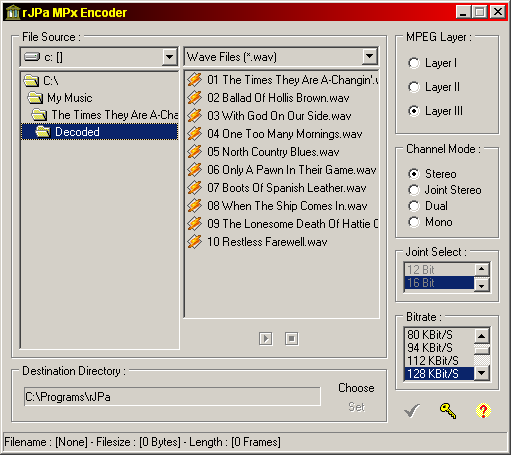 rJPa MPx Encoder
File Source :
c: []
C:\
My Music
The Times They Are A-Cha
Decoded
Wave Files (*.wav)
01 The Times They Are A-Changin'.
02 Ballad Of Hollis Brown.wav
03 With God On Our Side.wav
04 One Too Many Mornings.wav
05 North Country Blues.wav
06 Only A Pawn In Their Game.wav
07 Boots Of Spanish Leather.wav
08 When The Ship Comes In.wav
09 The Lonesome Death Of Hattie C
10 Restless Farewell.wav
MPEG Layer :
Layer I
Layer II
Layer III
Channel Mode :
Stereo
Joint Stereo
Dual
Mono
Joint Select :
12 Bit
16 Bit
Bitrate :
80 KBit/S
94 KBit/S
112 KBit/S
128 KBit/S
Destination Directory :
C:\Programs\rJPa
Choose
Set
?
Filename : [None] - Filesize : [0 Bytes] - Length : [0 Frames]